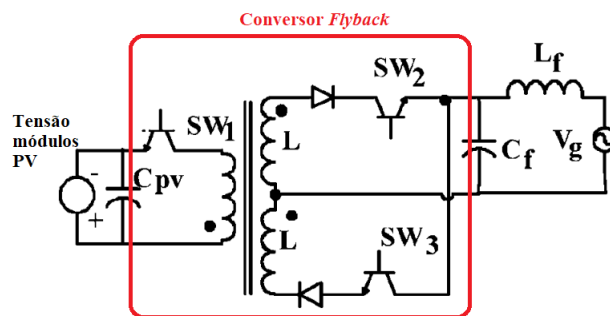 Conversor Flyback
Tensão
módulos
PV
-
+
Cpv
SW1
L
L
SW2
SW3
Cf
Lf
Vg